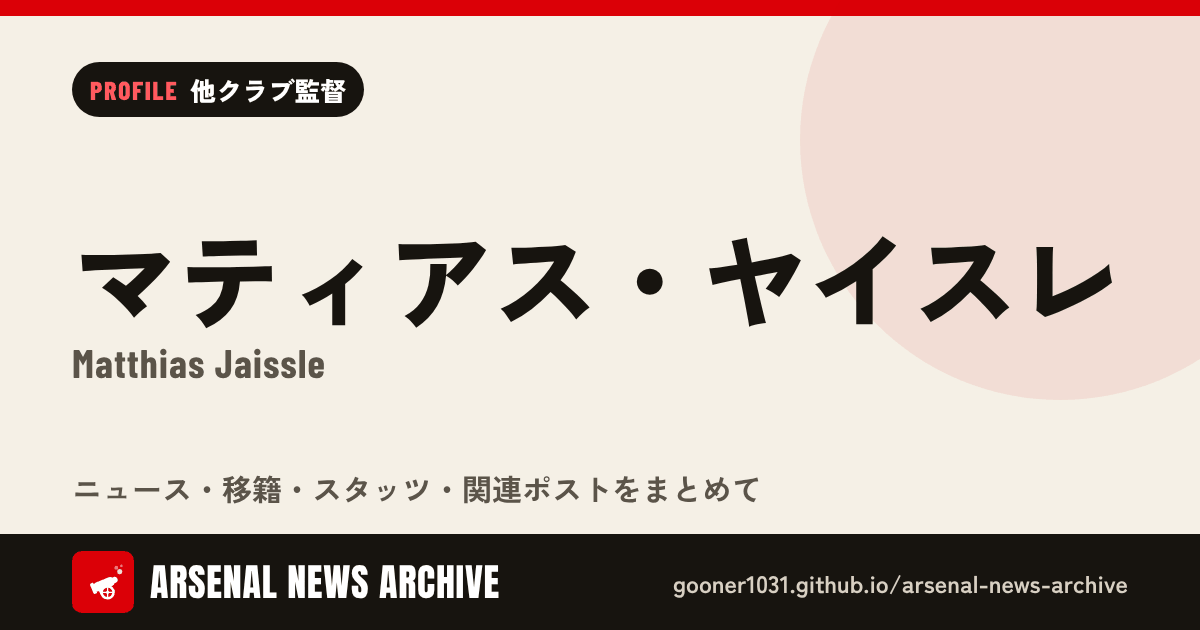 PROFILE 他クラブ監督
マティアス・ヤイスレ
Matthias Jaissle
ニュース・移籍・スタッツ・関連ポストをまとめて
ARSENAL NEWS ARCHIVE
gooner1031.github.io/arsenal-news-archive